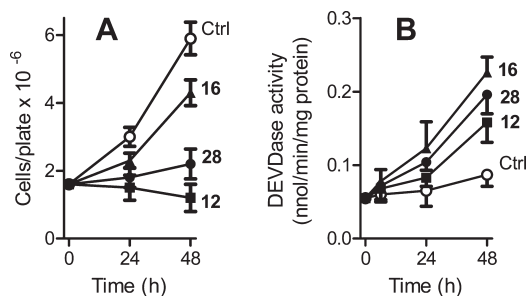 A
Cells/plate x 10⁻⁶
6
4
2
0
Ctrl
16
28
12
0
24
48
Time (h)
B
DEVDase activity
(nnol/min/mg protein)
0.3
0.2
0.1
0.0
16
28
12
Ctrl
0
24
48
Time (h)